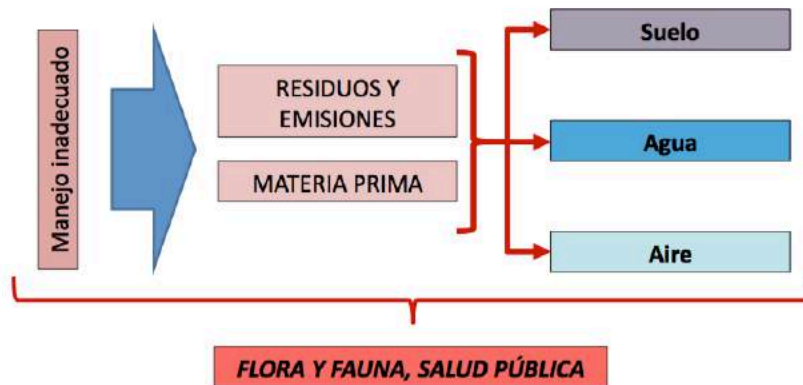 Manejo inadecuado
RESIDUOS Y
EMISIONES
MATERIA PRIMA
Suelo
Agua
Aire
FLORA Y FAUNA, SALUD PÚBLICA